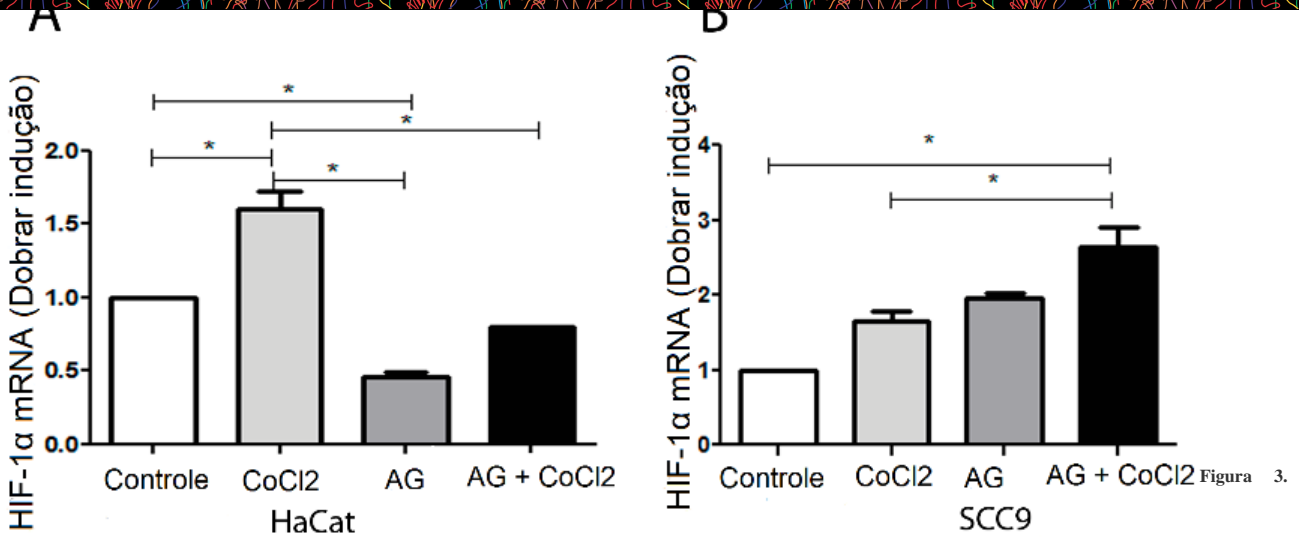 A
HIF-1α mRNA (Dobrar indução)
*
*
*
*
2.0
1.5
1.0
0.5
0.0
Controle
CoCl2
AG
AG + CoCl2
HaCat
B
HIF-1α mRNA (Dobrar indução)
*
*
4
3
2
1
0
Controle
CoCl2
AG
AG + CoCl2
SCC9
Figura 3.